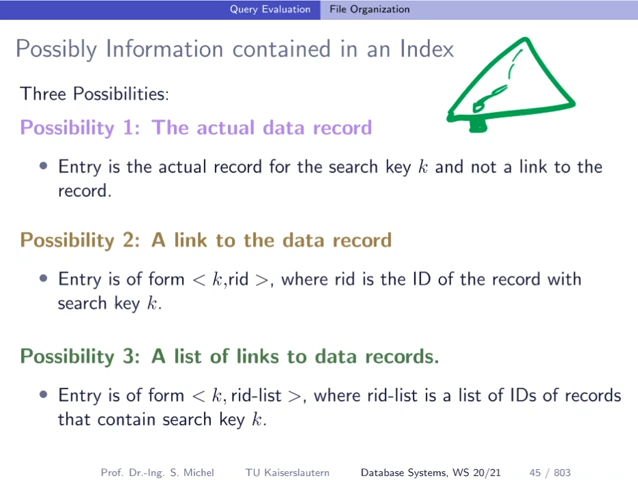 Query Evaluation File Organization
Possibly Information contained in an Index
Three Possibilities:
Possibility 1: The actual data record
• Entry is the actual record for the search key k and not a link to the
record.
Possibility 2: A link to the data record
• Entry is of form < k,rid >, where rid is the ID of the record with
search key k.
Possibility 3: A list of links to data records.
• Entry is of form < k, rid-list >, where rid-list is a list of IDs of records
that contain search key k.
Prof. Dr.-Ing. S. Michel TU Kaiserslautern Database Systems, WS 20/21 45 / 803